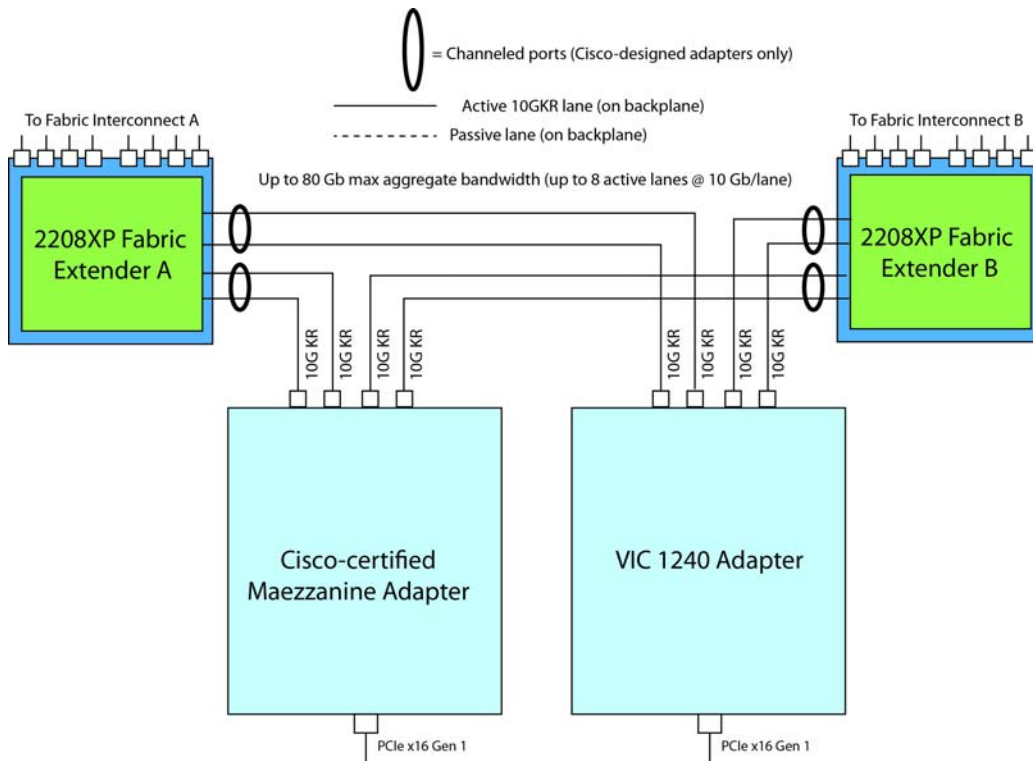 = Channeled ports (Cisco-designed adapters only)
Active 10GKR lane (on backplane)
Passive lane (on backplane)
To Fabric Interconnect A
To Fabric Interconnect B
Up to 80 Gb max aggregate bandwidth (up to 8 active lanes @ 10 Gb/lane)
2208XP Fabric
Extender A
2208XP Fabric
Extender B
10G KR
10G KR
10G KR
10G KR
10G KR
10G KR
10G KR
10G KR
Cisco-certified
Maezzanine Adapter
VIC 1240 Adapter
PCIe x16 Gen 1
PCIe x16 Gen 1